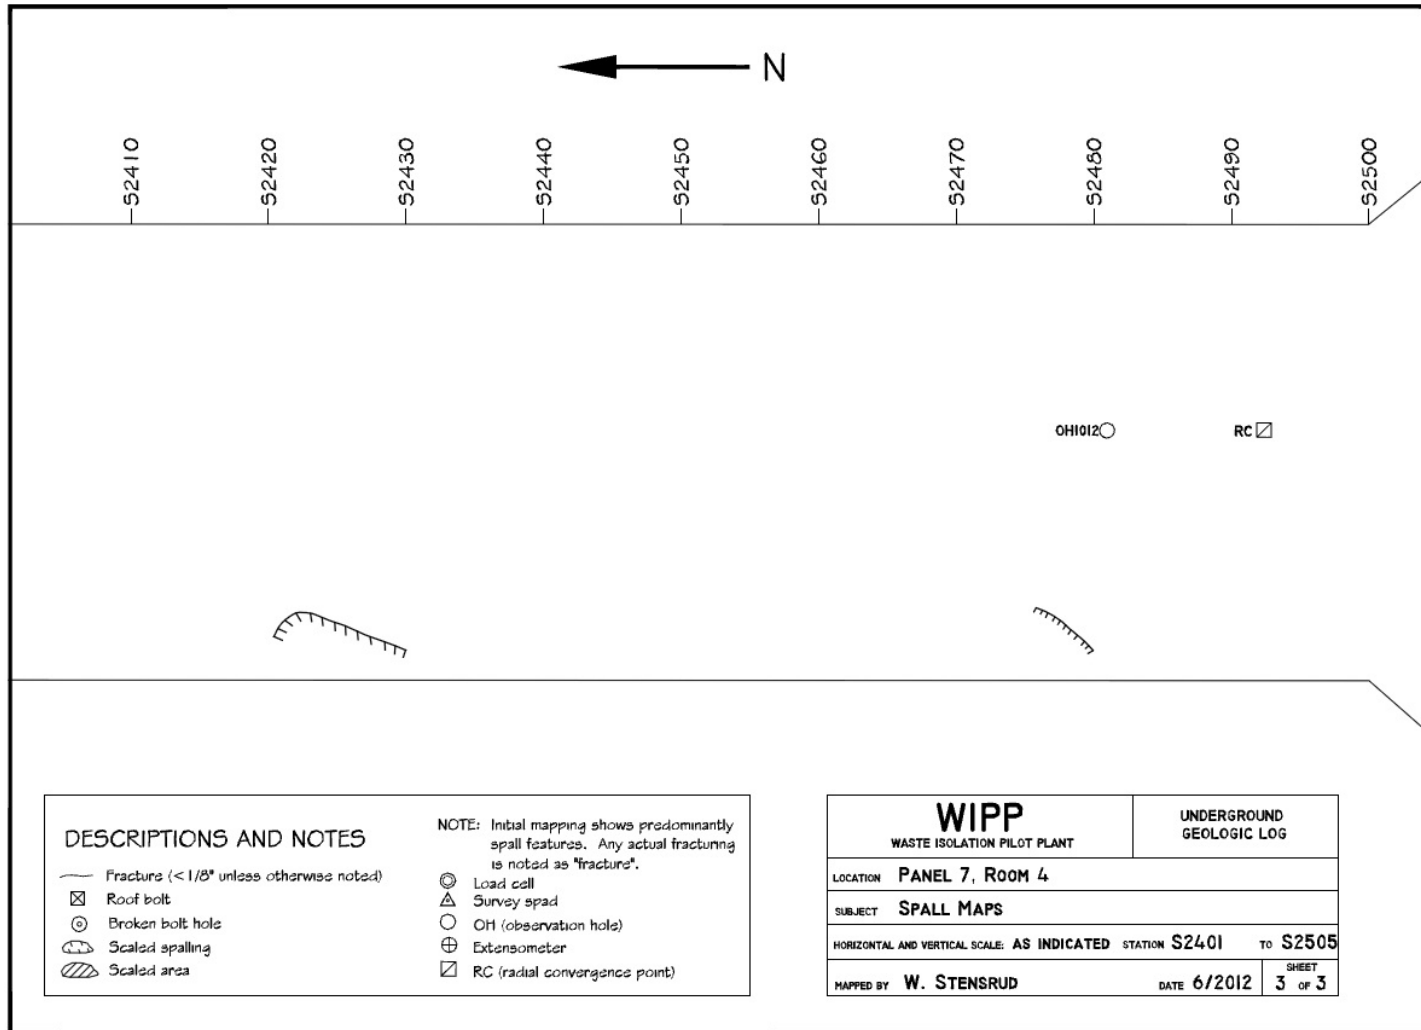 N
S2410 S2420 S2430 S2440 S2450 S2460 S2470 S2480 S2490 S2500
OH1012 RC
DESCRIPTIONS AND NOTES
Fracture (<1/8" unless otherwise noted)
Roof bolt
Broken bolt hole
Scaled spalling
Scaled area
NOTE: Initial mapping shows predominantly
spall features. Any actual fracturing
is noted as "fracture".
Load cell
Survey spad
OH (observation hole)
Extensometer
RC (radial convergence point)
WIPP
WASTE ISOLATION PILOT PLANT
UNDERGROUND
GEOLOGIC LOG
LOCATION PANEL 7, ROOM 4
SUBJECT SPALL MAPS
HORIZONTAL AND VERTICAL SCALE: AS INDICATED STATION S2401 TO S2505
MAPPED BY W. STENSRUD DATE 6/2012
SHEET
3 OF 3